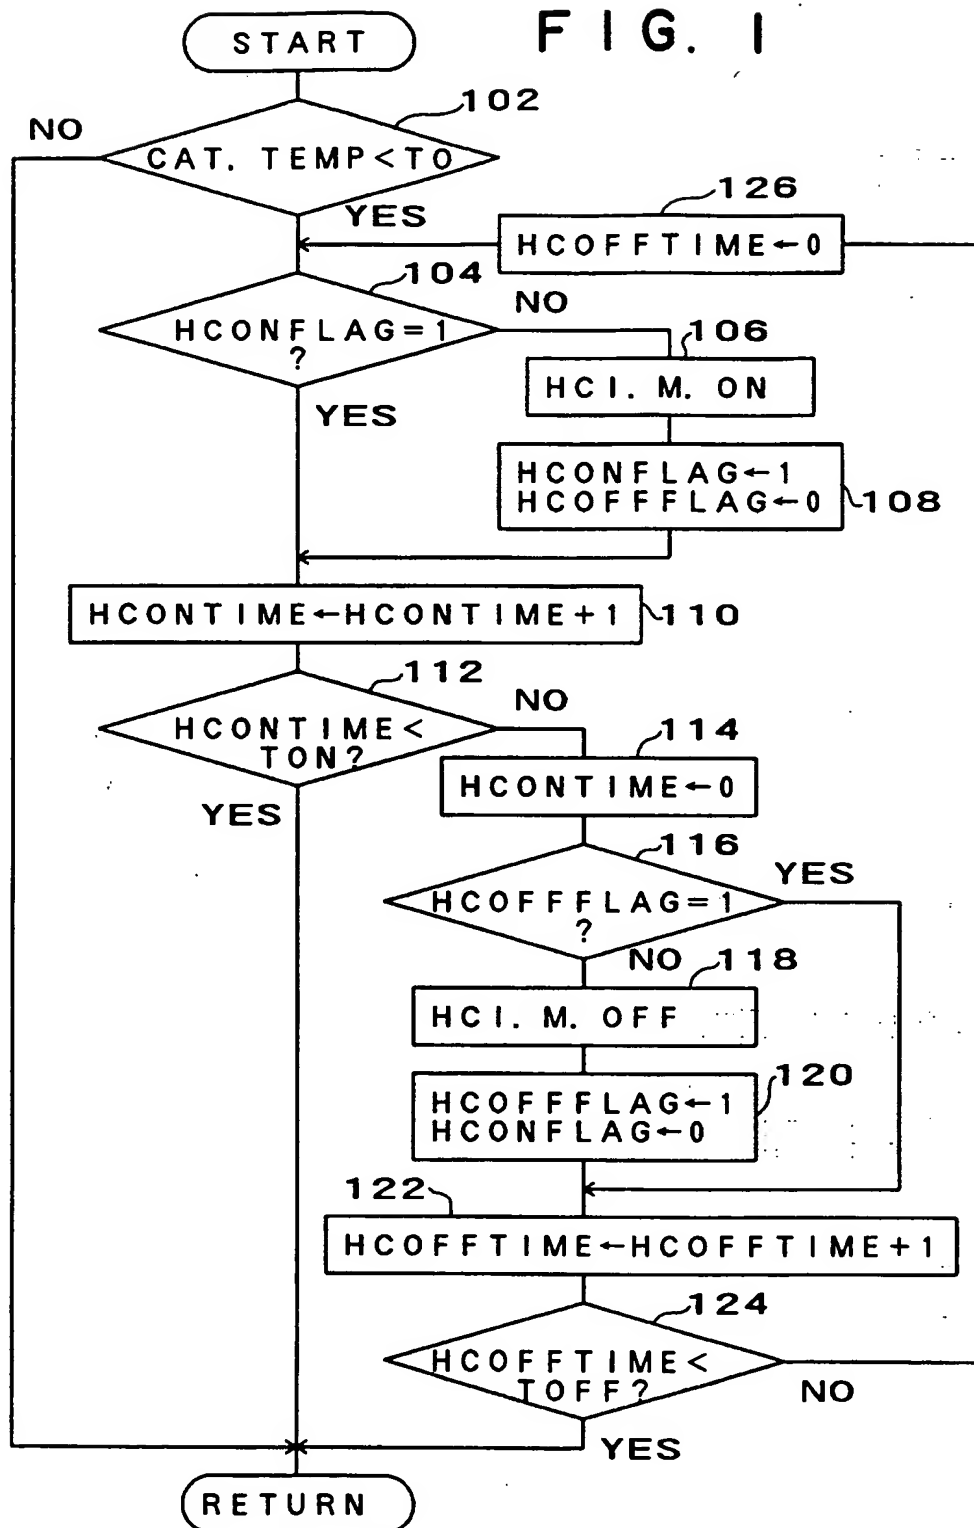 FIG. 1
START
102
NO
CAT. TEMP<TO
YES
126
HCOFFTIME←0
104
NO
HCONFLAG=1
?
106
HCI. M. ON
YES
HCONFLAG←1
HCOFFFLAG←0
108
HCONTIME←HCONTIME+1
110
112
NO
HCONTIME<
TON?
114
HCONTIME←0
YES
116
YES
HCOFFFLAG=1
?
NO
118
HCI. M. OFF
120
HCOFFFLAG←1
HCONFLAG←0
122
HCOFFTIME←HCOFFTIME+1
124
HCOFFTIME<
TOFF?
NO
YES
RETURN